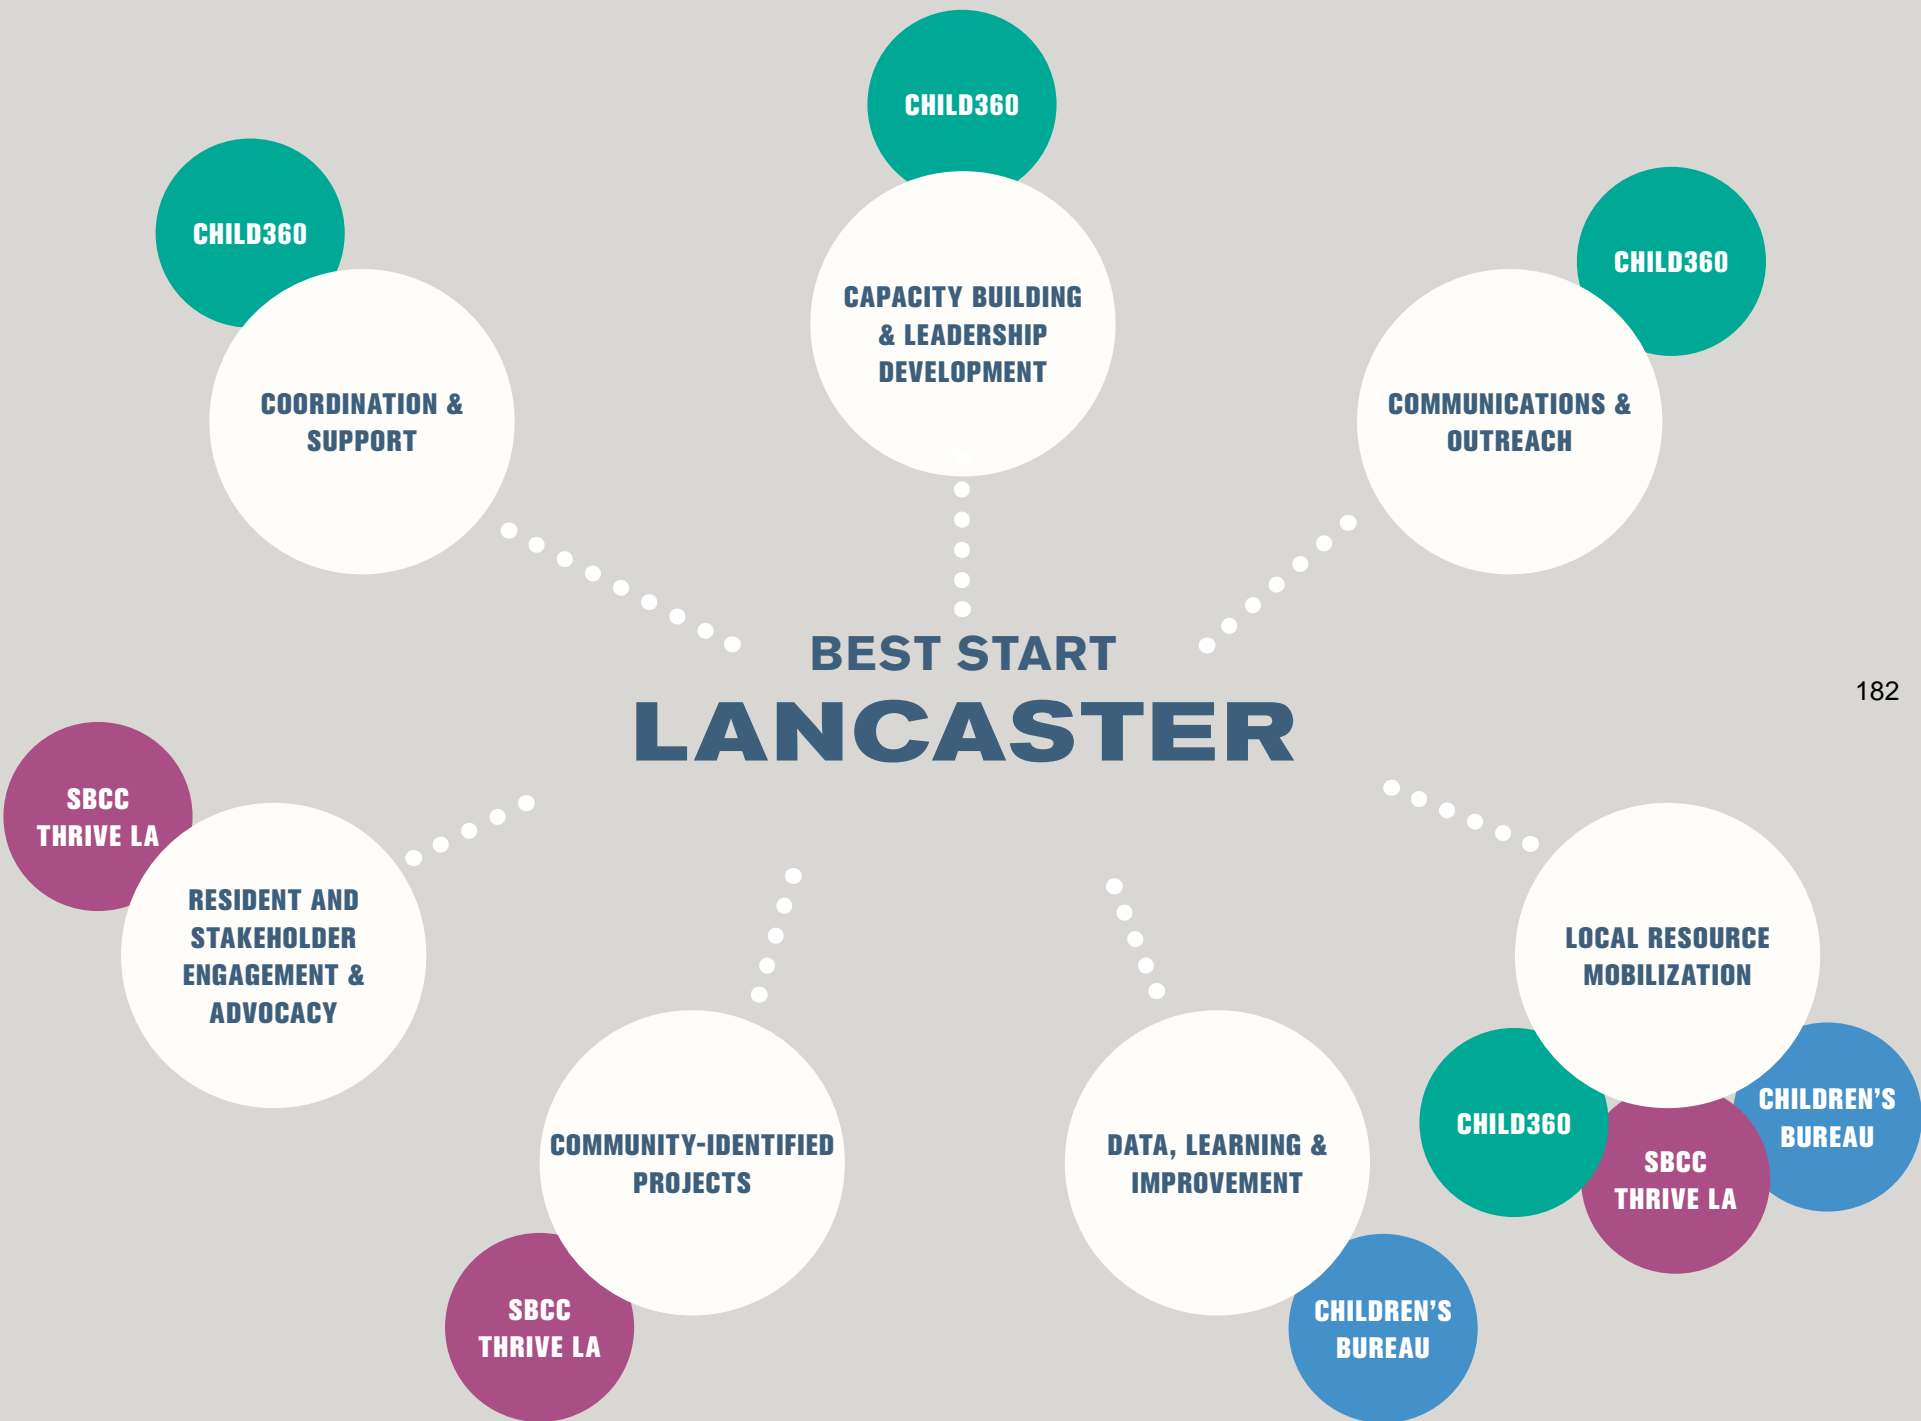 CHILD360
CAPACITY BUILDING
& LEADERSHIP
DEVELOPMENT
CHILD360
COORDINATION &
SUPPORT
CHILD360
COMMUNICATIONS &
OUTREACH
BEST START
LANCASTER
182
SBCC
THRIVE LA
RESIDENT AND
STAKEHOLDER
ENGAGEMENT &
ADVOCACY
COMMUNITY-IDENTIFIED
PROJECTS
SBCC
THRIVE LA
DATA, LEARNING &
IMPROVEMENT
CHILDREN’S
BUREAU
LOCAL RESOURCE
MOBILIZATION
CHILD360
SBCC
THRIVE LA
CHILDREN’S
BUREAU